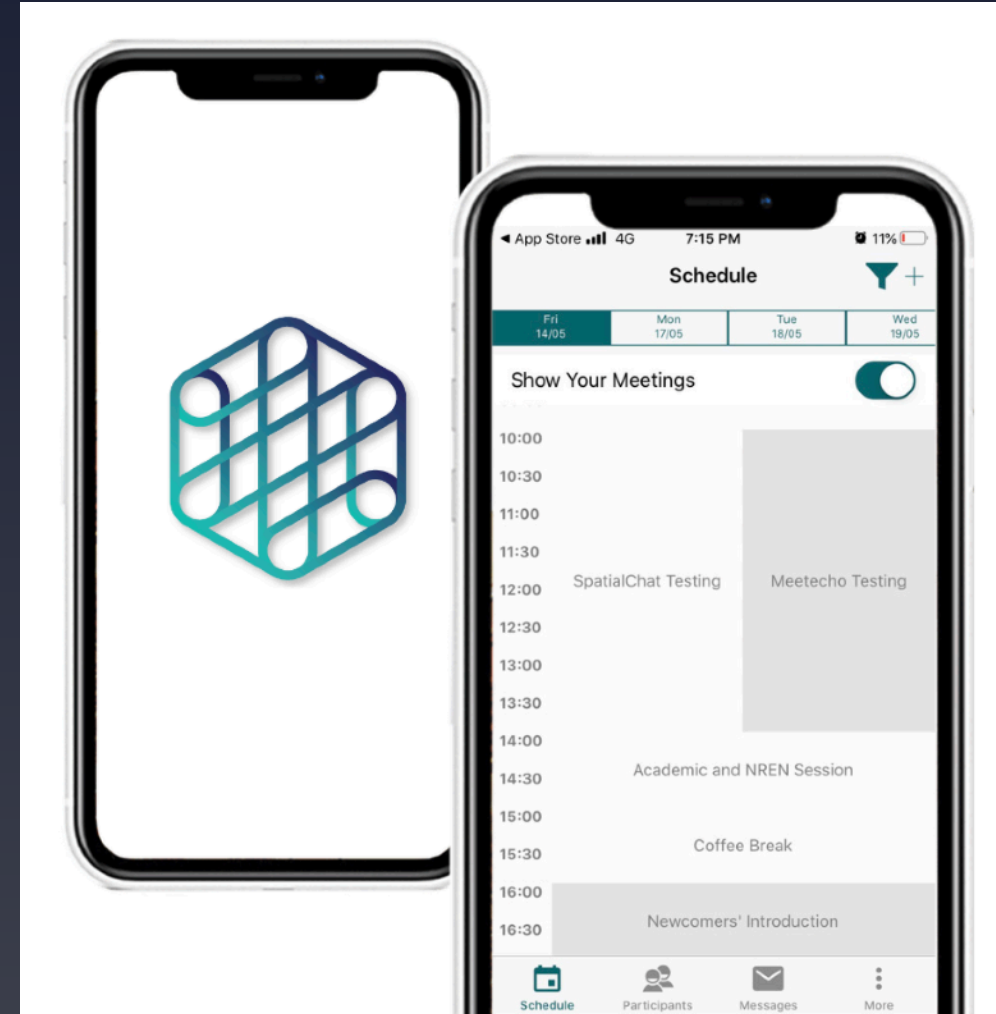 App Store 4G 7:15 PM 11%
Schedule
Fri Mon Tue Wed
14/05 17/05 18/05 19/05
Show Your Meetings
10:00
10:30
11:00
11:30
12:00 SpatialChat Testing Meetecho Testing
12:30
13:00
13:30
14:00
14:30 Academic and NREN Session
15:00
15:30 Coffee Break
16:00
16:30 Newcomers' Introduction
Schedule Participants Messages More